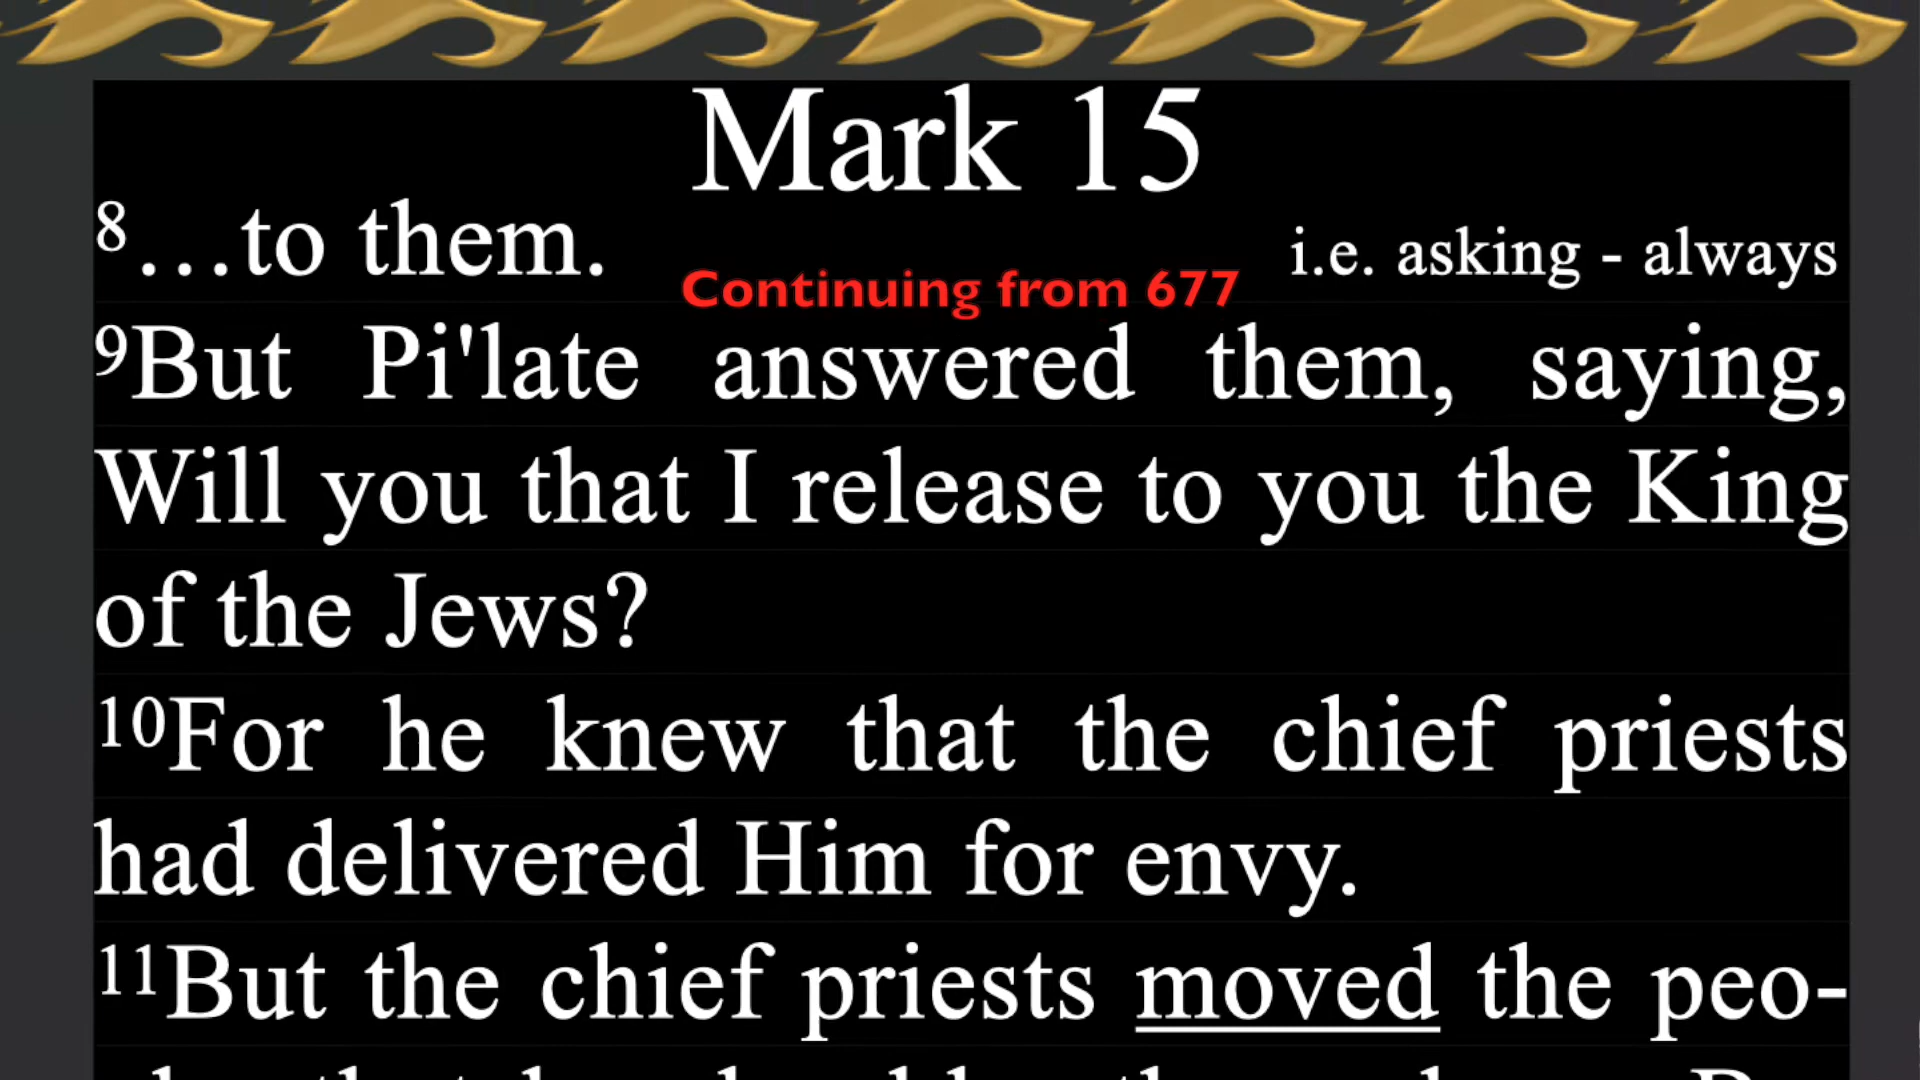 Mark 15
8…to them. i.e. asking - always
Continuing from 677
9But Pi'late answered them, saying,
Will you that I release to you the King
of the Jews?
10For he knew that the chief priests
had delivered Him for envy.
11But the chief priests moved the peo-